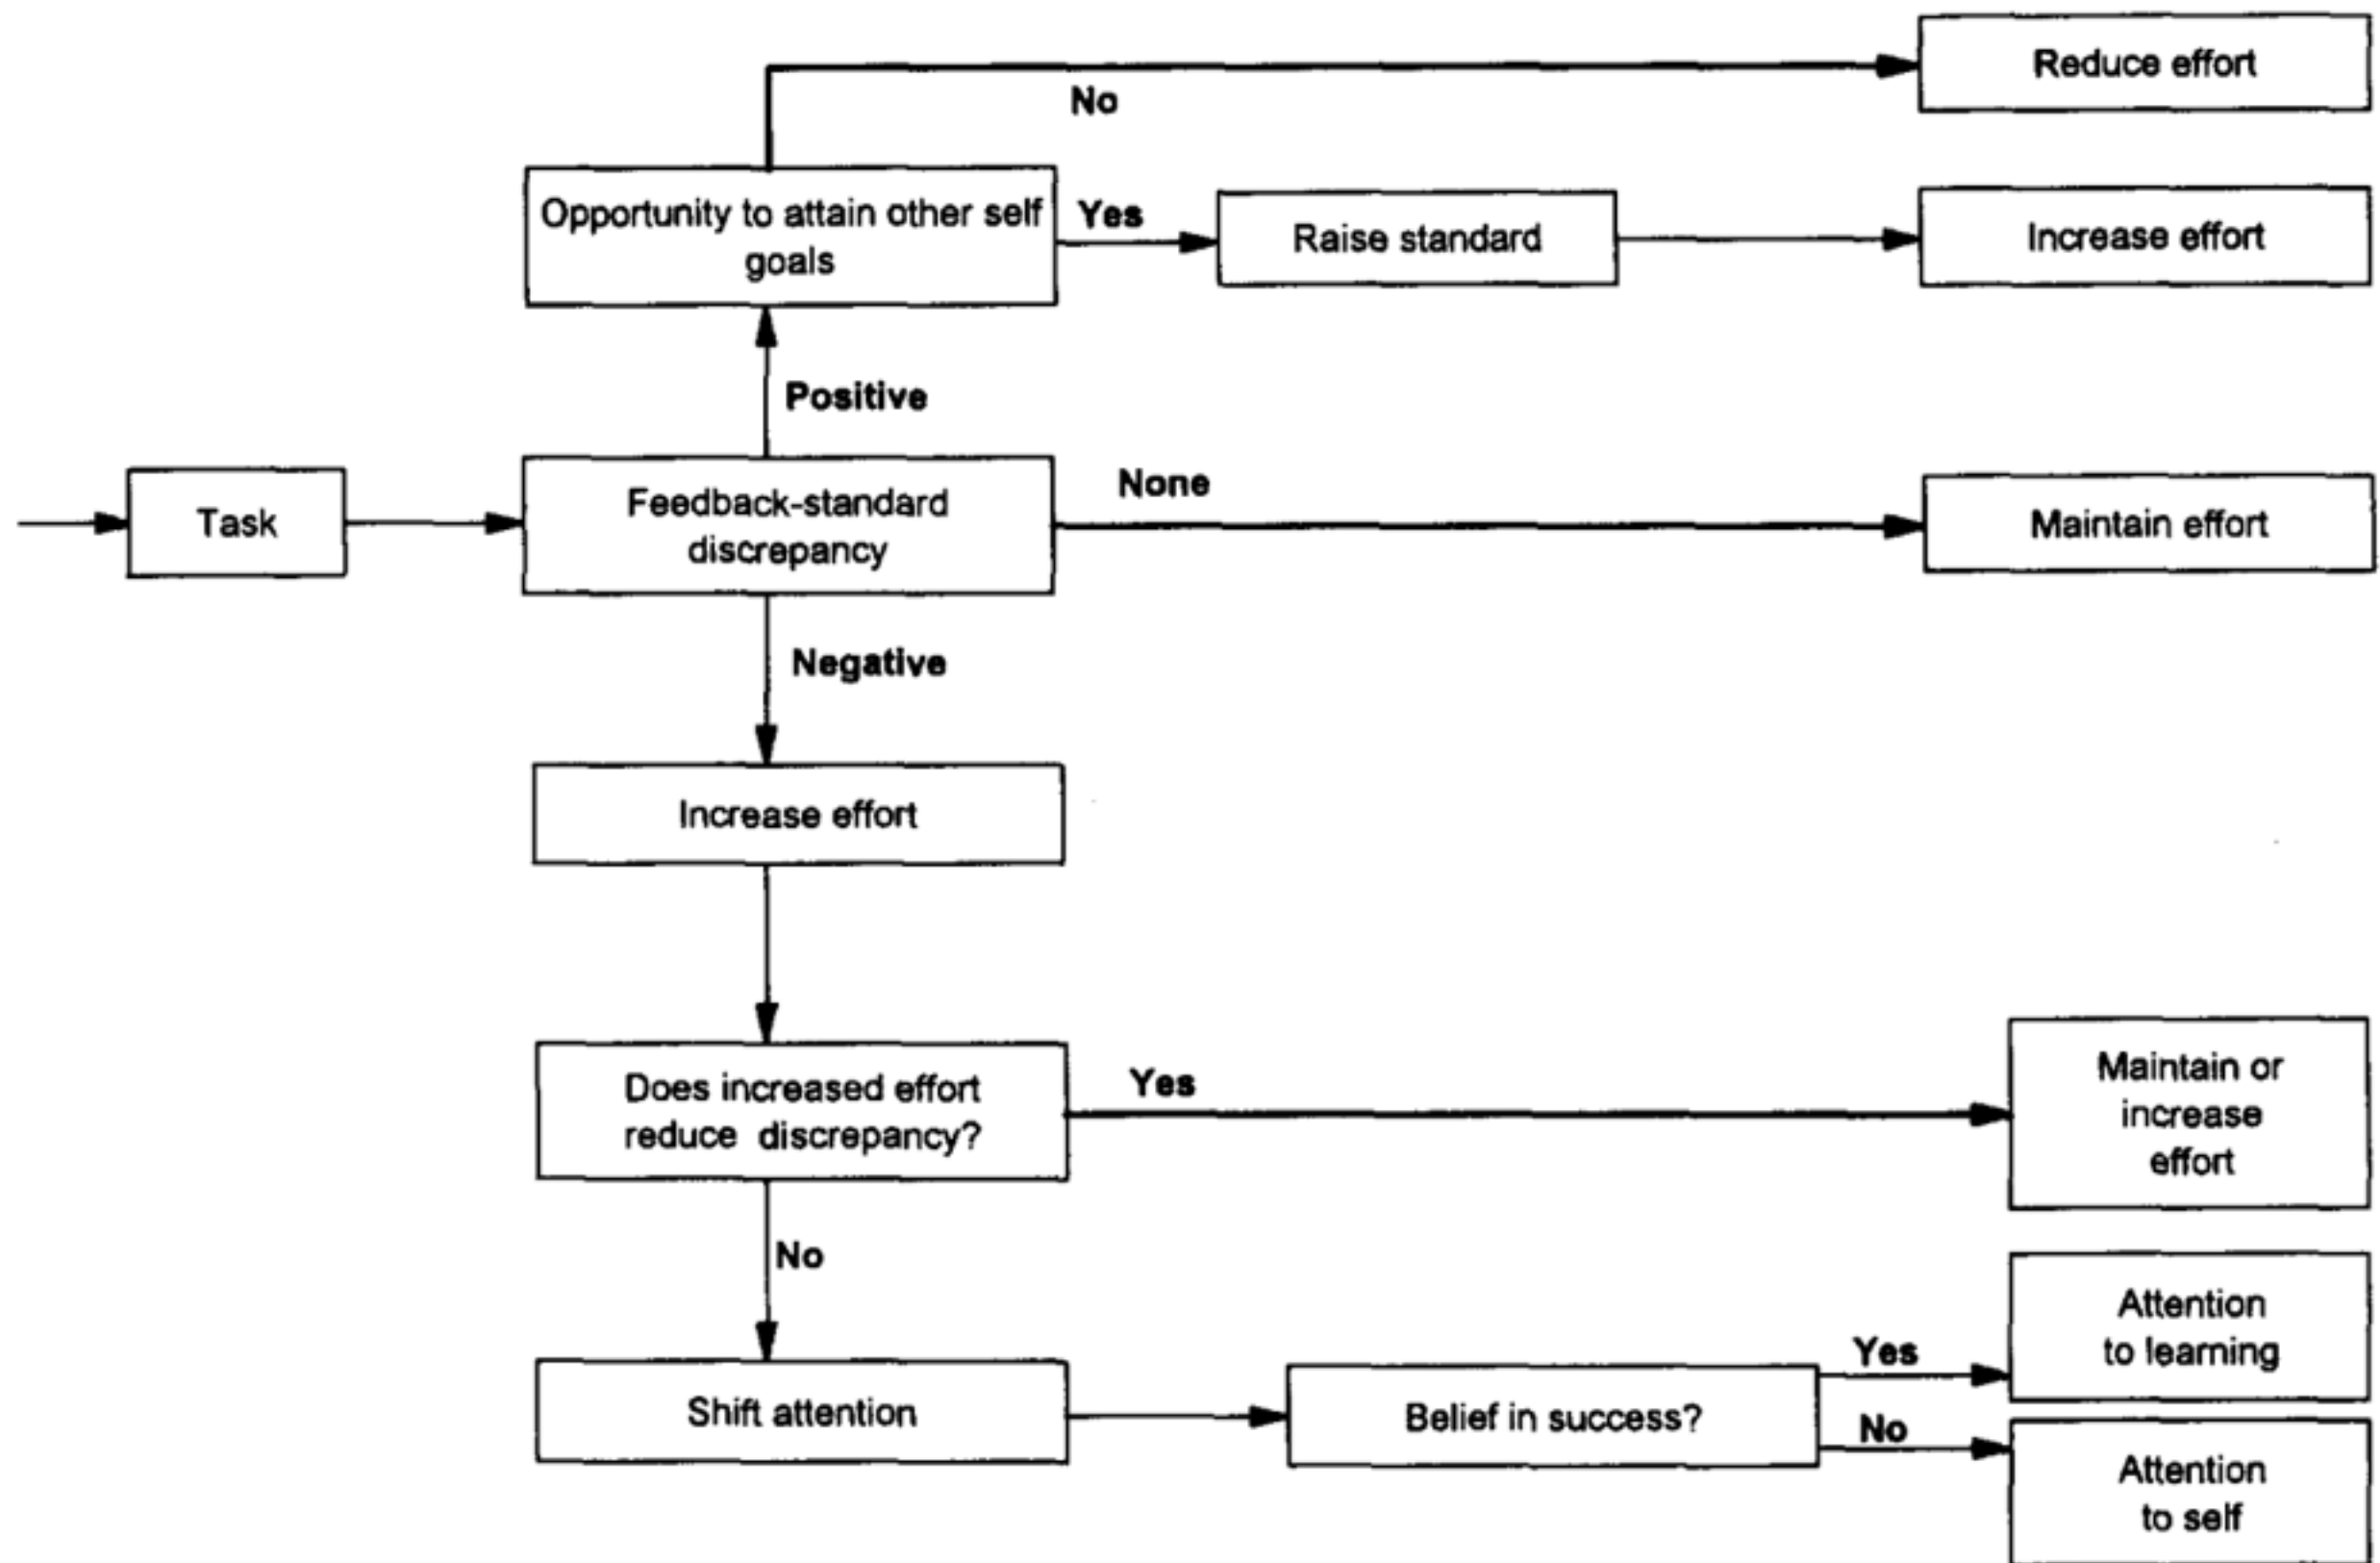 Reduce effort
No
Opportunity to attain other self
goals
Yes
Raise standard
Increase effort
Positive
Task
Feedback-standard
discrepancy
None
Maintain effort
Negative
Increase effort
Does increased effort
reduce discrepancy?
Yes
Maintain or
increase
effort
No
Shift attention
Belief in success?
Yes
Attention
to learning
No
Attention
to self